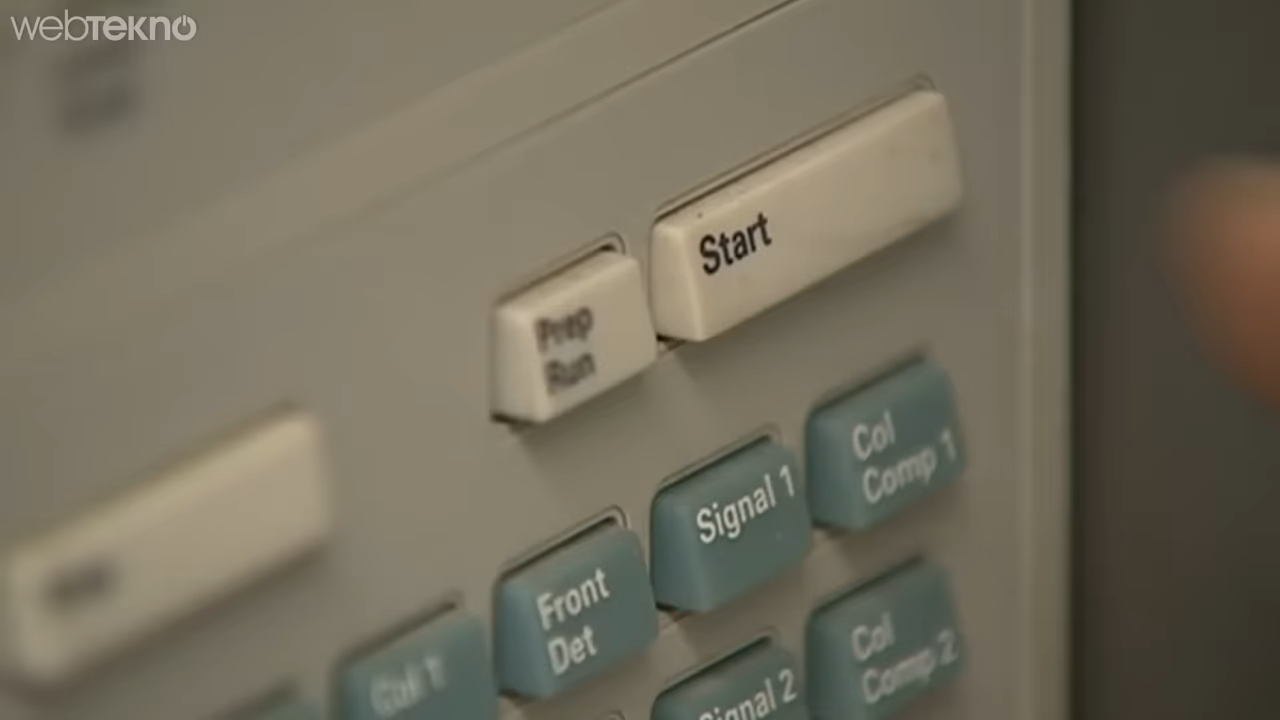 webtekno
Start
Prep
Run
Col
Comp 1
Signal 1
Front
Det
Col 1
Col
Comp 2
Signal 2